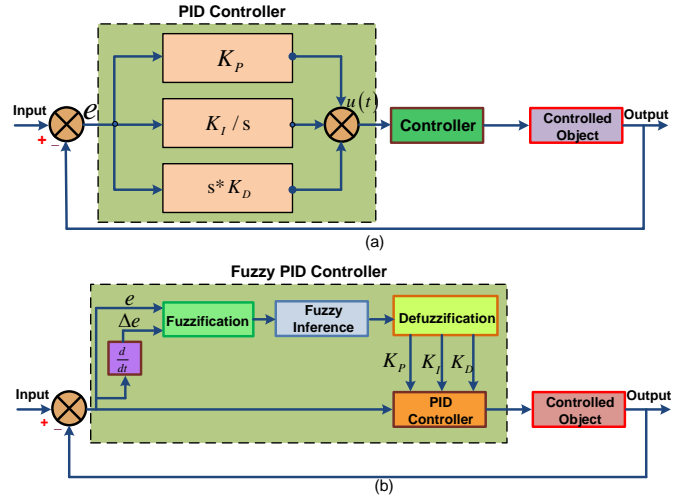 PID Controller
K_P
Input
e
u(t)
Output
K_I / s
Controller
Controlled
Object
+
−
s* K_D
(a)
Fuzzy PID Controller
e
Δe
Fuzzification
Fuzzy
Inference
Defuzzification
d/dt
K_P K_I K_D
Input
Output
PID
Controller
Controlled
Object
+
−
(b)